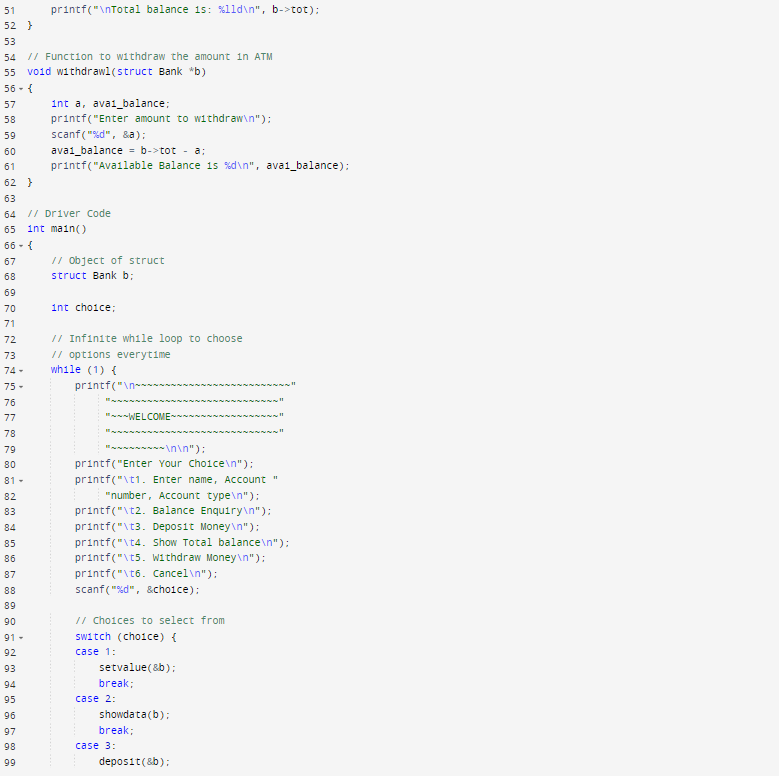 51 printf("\nTotal balance is: %lld\n", b->tot);
52 }
53
54 // Function to withdraw the amount in ATM
55 void withdrawl(struct Bank *b)
56 {
57 int a, avai_balance;
58 printf("Enter amount to withdraw\n");
59 scanf("%d", &a);
60 avai_balance = b->tot - a;
61 printf("Available Balance is %d\n", avai_balance);
62 }
63
64 // Driver Code
65 int main()
66 {
67 // Object of struct
68 struct Bank b;
69
70 int choice;
71
72 // Infinite while loop to choose
73 // options everytime
74 while (1) {
75 printf("\n~~~~~~~~~~~~~~~~~~~~~~~~~~"
76 "~~~~~~~~~~~~~~~~~~~~~~~~~~~~"
77 "~~~WELCOME~~~~~~~~~~~~~~~~~~"
78 "~~~~~~~~~~~~~~~~~~~~~~~~~~~~"
79 "~~~~~~~~~\n\n");
80 printf("Enter Your Choice\n");
81 printf("\t1. Enter name, Account "
82 "number, Account type\n");
83 printf("\t2. Balance Enquiry\n");
84 printf("\t3. Deposit Money\n");
85 printf("\t4. Show Total balance\n");
86 printf("\t5. Withdraw Money\n");
87 printf("\t6. Cancel\n");
88 scanf("%d", &choice);
89
90 // Choices to select from
91 switch (choice) {
92 case 1:
93 setvalue(&b);
94 break;
95 case 2:
96 showdata(b);
97 break;
98 case 3:
99 deposit(&b);